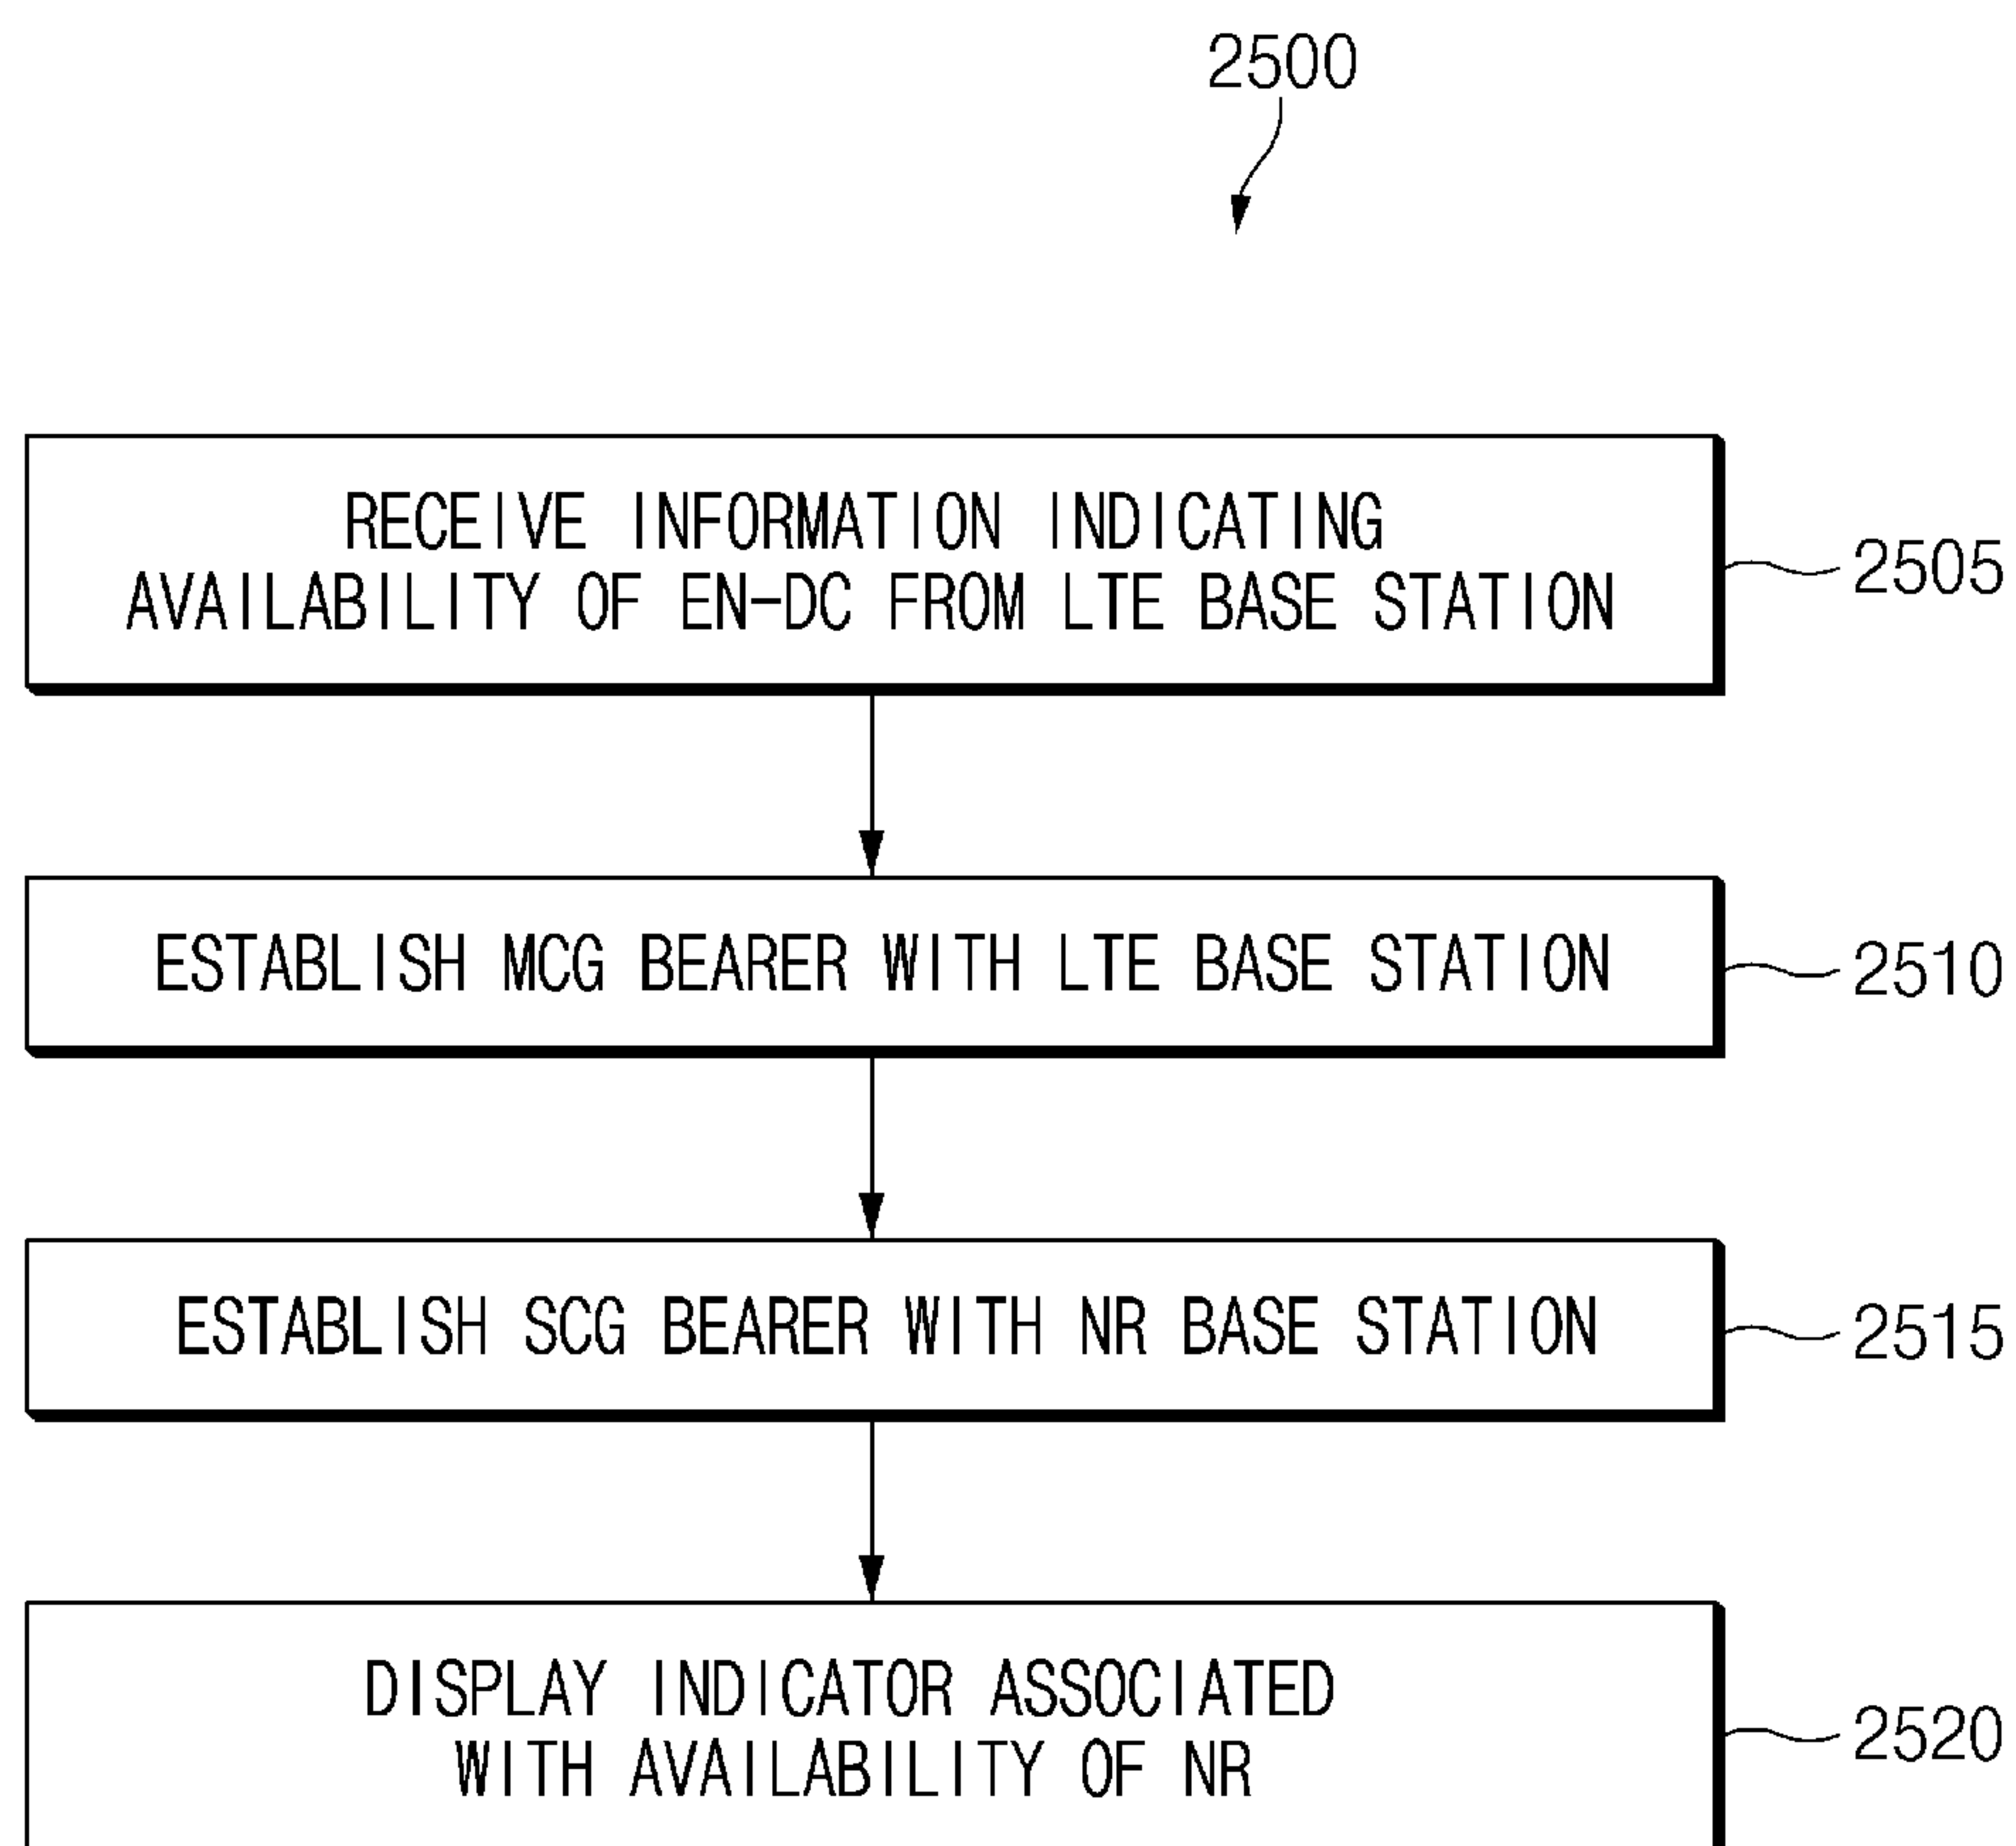 2500
RECEIVE INFORMATION INDICATING
AVAILABILITY OF EN-DC FROM LTE BASE STATION
2505
ESTABLISH MCG BEARER WITH LTE BASE STATION
2510
ESTABLISH SCG BEARER WITH NR BASE STATION
2515
DISPLAY INDICATOR ASSOCIATED
WITH AVAILABILITY OF NR
2520